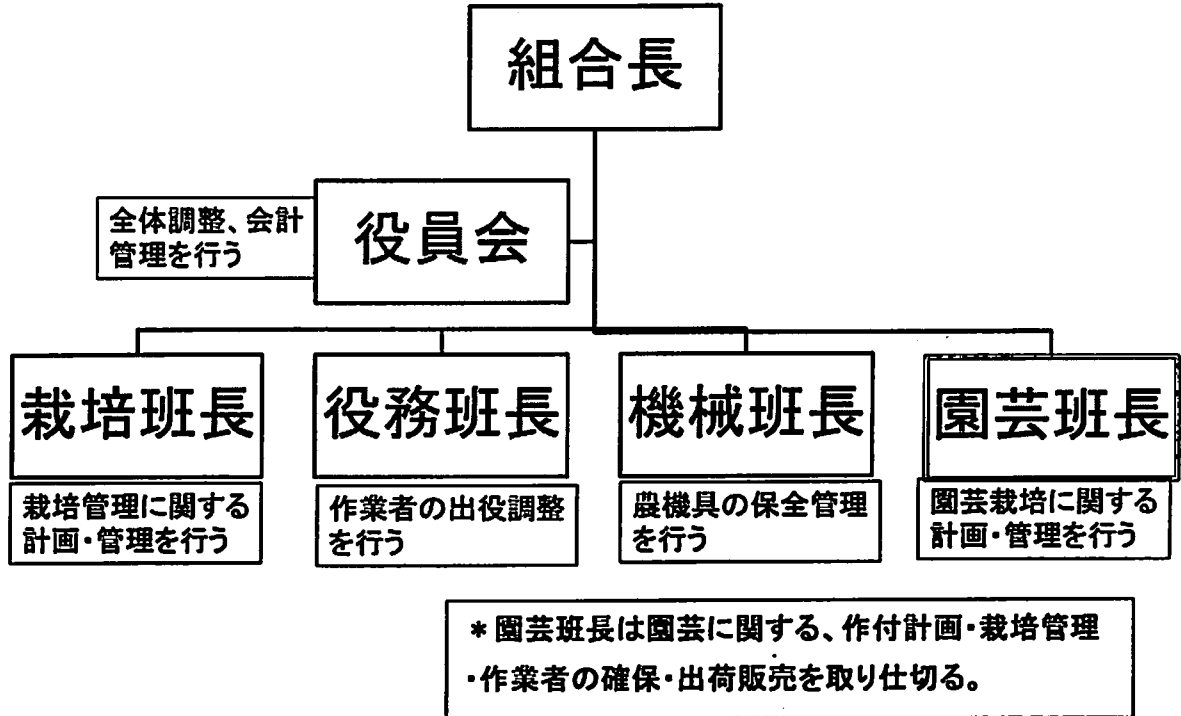 組合長
全体調整、会計
管理を行う
役員会
栽培班長
役務班長
機械班長
園芸班長
栽培管理に関する
計画・管理を行う
作業者の出役調整
を行う
農機具の保全管理
を行う
園芸栽培に関する
計画・管理を行う
*園芸班長は園芸に関する、作付計画・栽培管理
・作業者の確保・出荷販売を取り仕切る。